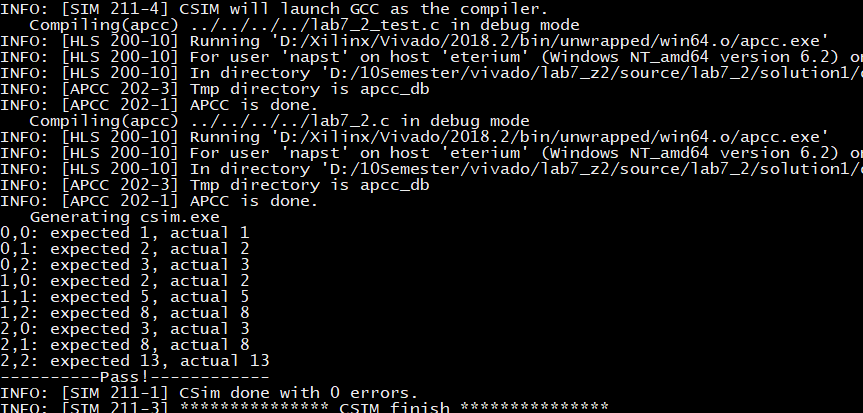 INFO: [SIM 211-4] CSIM will launch GCC as the compiler.
Compiling(apcc) ../../../../lab7_2_test.c in debug mode
INFO: [HLS 200-10] Running 'D:/Xilinx/Vivado/2018.2/bin/unwrapped/win64.o/apcc.exe'
INFO: [HLS 200-10] For user 'napst' on host 'eterium' (Windows NT_amd64 version 6.2) on
INFO: [HLS 200-10] In directory 'D:/10Semester/vivado/lab7_z2/source/lab7_2/solution1/c
INFO: [APCC 202-3] Tmp directory is apcc_db
INFO: [APCC 202-1] APCC is done.
Compiling(apcc) ../../../../lab7_2.c in debug mode
INFO: [HLS 200-10] Running 'D:/Xilinx/Vivado/2018.2/bin/unwrapped/win64.o/apcc.exe'
INFO: [HLS 200-10] For user 'napst' on host 'eterium' (Windows NT_amd64 version 6.2) on
INFO: [HLS 200-10] In directory 'D:/10Semester/vivado/lab7_z2/source/lab7_2/solution1/c
INFO: [APCC 202-3] Tmp directory is apcc_db
INFO: [APCC 202-1] APCC is done.
Generating csim.exe
0,0: expected 1, actual 1
0,1: expected 2, actual 2
0,2: expected 3, actual 3
1,0: expected 2, actual 2
1,1: expected 5, actual 5
1,2: expected 8, actual 8
2,0: expected 3, actual 3
2,1: expected 8, actual 8
2,2: expected 13, actual 13
----------Pass!------------
INFO: [SIM 211-1] CSim done with 0 errors.
INFO: [SIM 211-3] *************** CSIM finish ***************